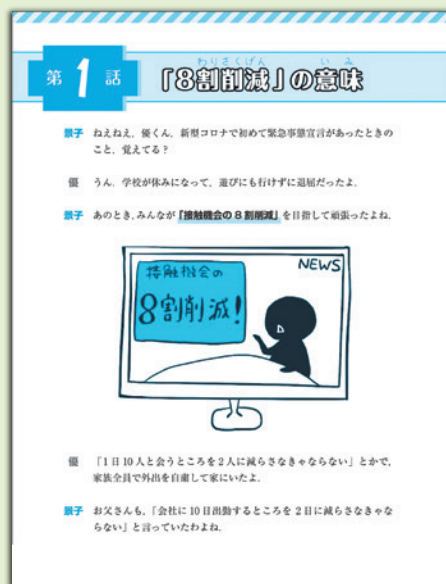 わりさくげん い み
第1話 「8割削減」の意味
景子 ねえねえ,優くん,新型コロナで初めて緊急事態宣言があったときの
こと,覚えてる?
優 うん,学校が休みになって,遊びにも行けずに退屈だったよ.
景子 あのとき,みんなが「接触機会の8割削減」を目指して頑張ったよね.
NEWS
接触機会の
8割削減!
優 「1日10人と会うところを2人に減らさなきゃならない」とかで,
家族全員で外出を自粛して家にいたよ.
景子 お父さんも,「会社に10日出勤するところを2日に減らさなきゃな
らない」と言っていたわよね.